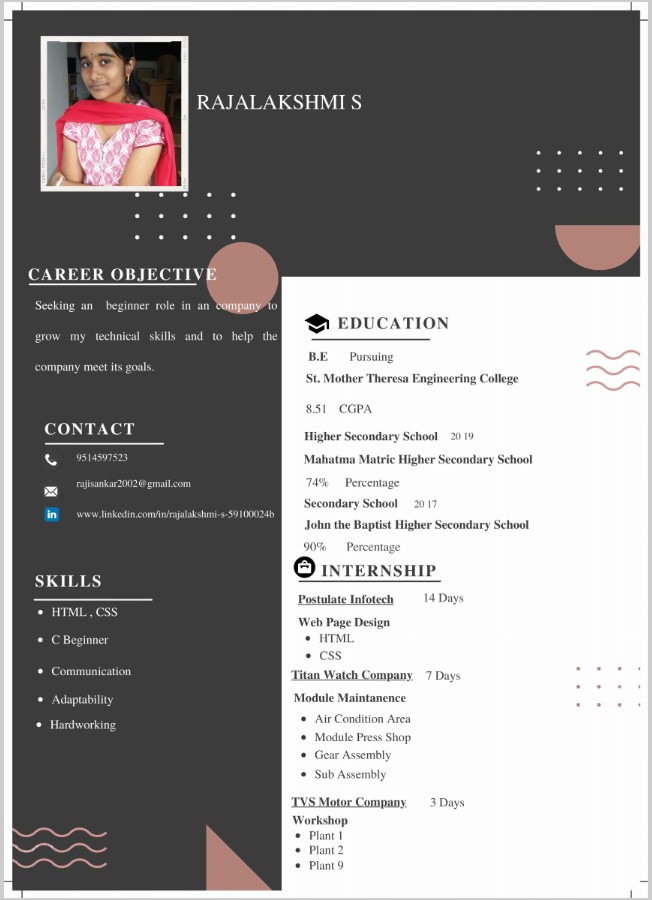 RAJALAKSHMI S
CAREER OBJECTIVE
Seeking an beginner role in an company to
grow my technical skills and to help the
company meet its goals.
CONTACT
9514597523
rajisankar2002@gmail.com
in www.linkedin.com/in/rajalakshmi-s-59100024b
SKILLS
• HTML , CSS
• C Beginner
• Communication
• Adaptability
• Hardworking
EDUCATION
B.E Pursuing
St. Mother Theresa Engineering College
8.51 CGPA
Higher Secondary School 20 19
Mahatma Matric Higher Secondary School
74% Percentage
Secondary School 20 17
John the Baptist Higher Secondary School
90% Percentage
INTERNSHIP
Postulate Infotech 14 Days
Web Page Design
• HTML
• CSS
Titan Watch Company 7 Days
Module Maintanence
• Air Condition Area
• Module Press Shop
• Gear Assembly
• Sub Assembly
TVS Motor Company 3 Days
Workshop
• Plant 1
• Plant 2
• Plant 9